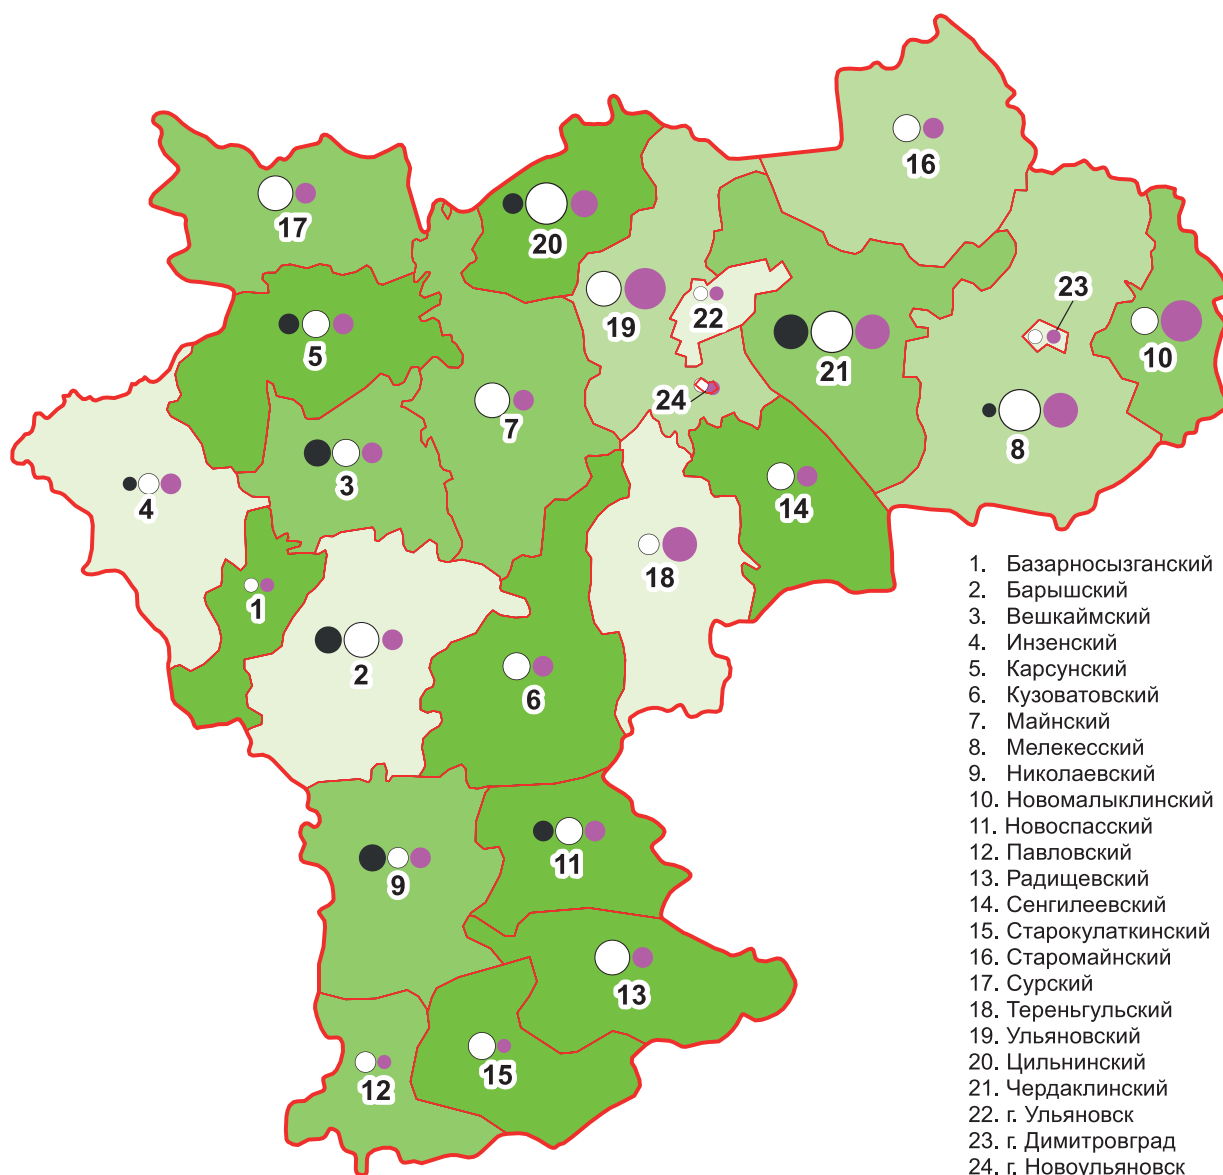 16
17
20
23
19
22
5
21
10
24
7
8
3
4
14
18
1
2
6
11
9
13
15
12
1. Базарносызганский
2 Барышский
3 Вешкаймский
4. Инзенский
5. Карсунский
6 Кузоватовский
7. Майнский
8. Мелекесский
9. Николаевский
10. Новомалыклинский
11. Новоспасский
12. Павловский
13. Радищевский
14. Сенгилеевский
15. Старокулаткинский
16. Старомайнский
17. Сурский
18. Тереньгульский
19. Ульяновский
20. Цильнинский
21. Чердаклинский
22. г. Ульяновск
23. г. Димитровград
24. г. Новоульяновск